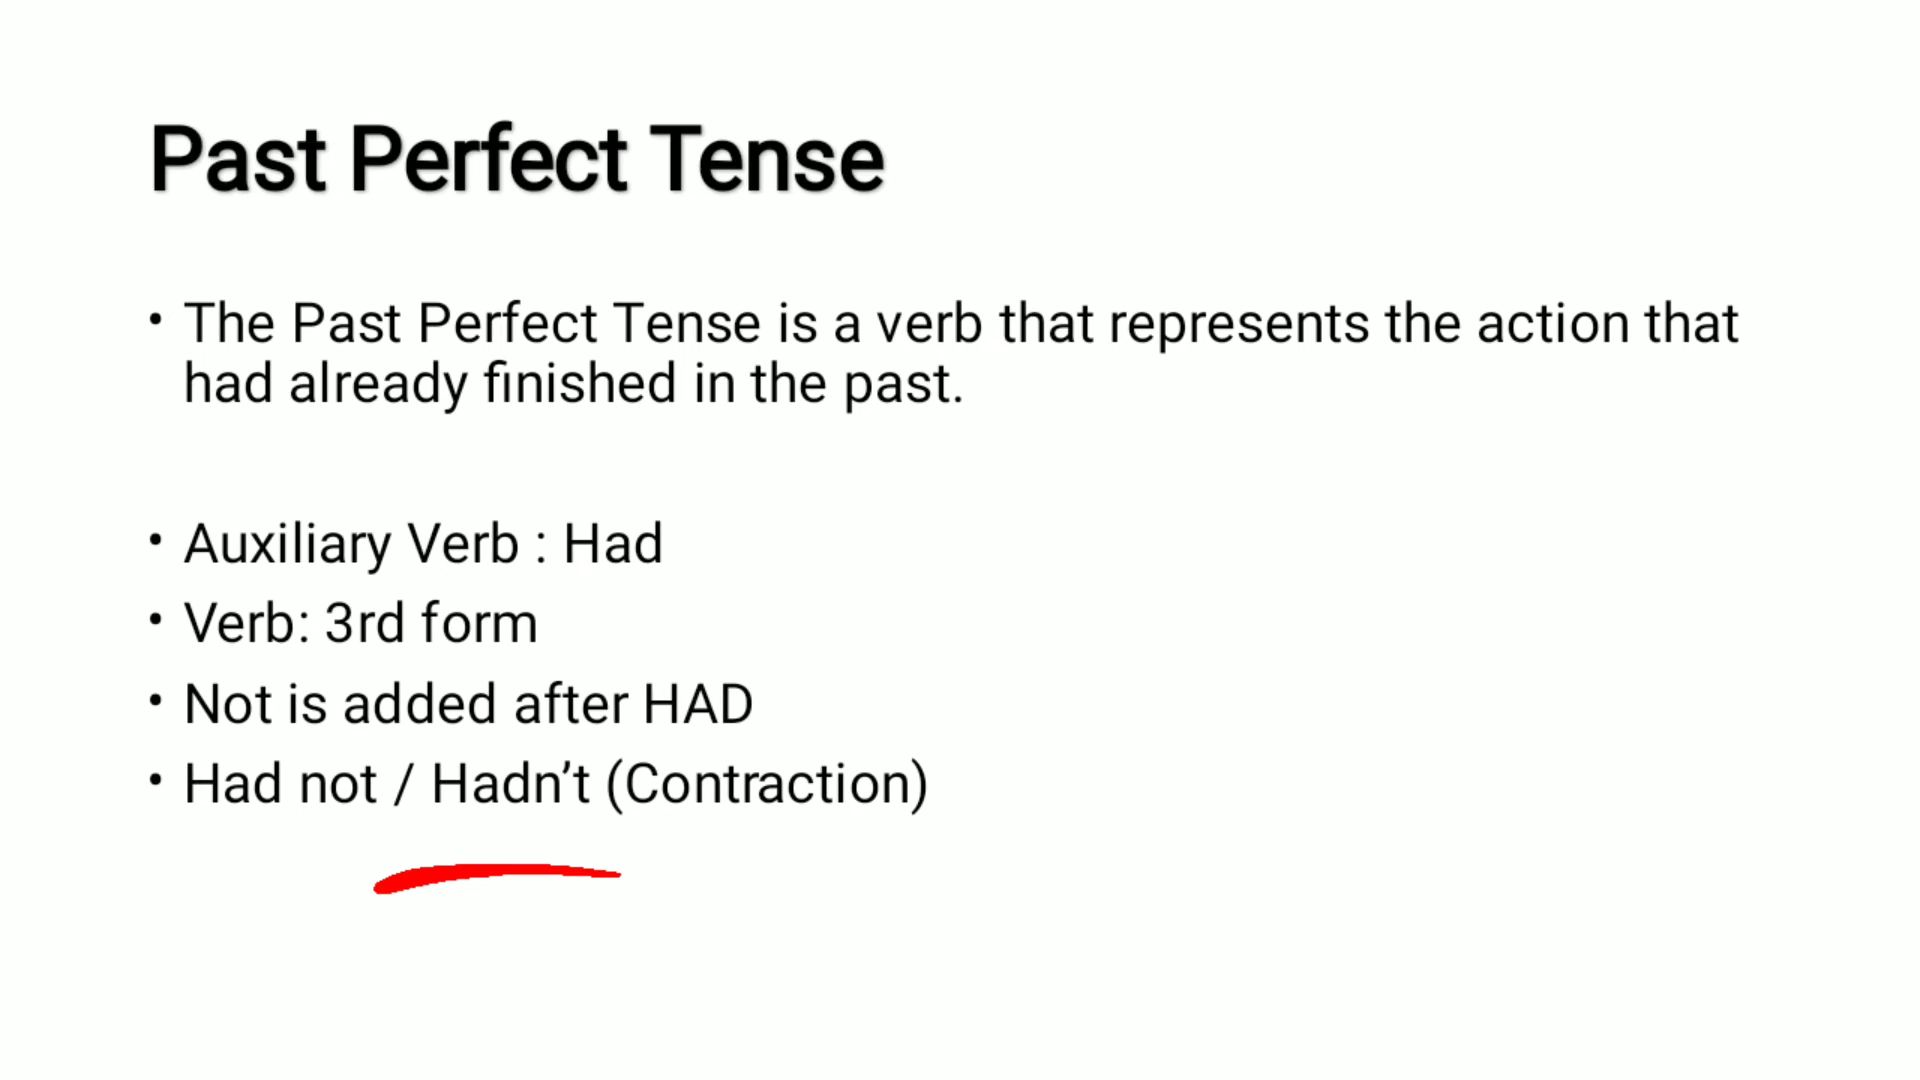 Past Perfect Tense
• The Past Perfect Tense is a verb that represents the action that
had already finished in the past.
• Auxiliary Verb : Had
• Verb: 3rd form
• Not is added after HAD
• Had not / Hadn’t (Contraction)